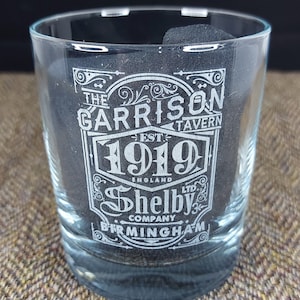 THE
GARRISON
TAVERN
EST
1919
ENGLAND
Shelby LTD
COMPANY
BIRMINGHAM